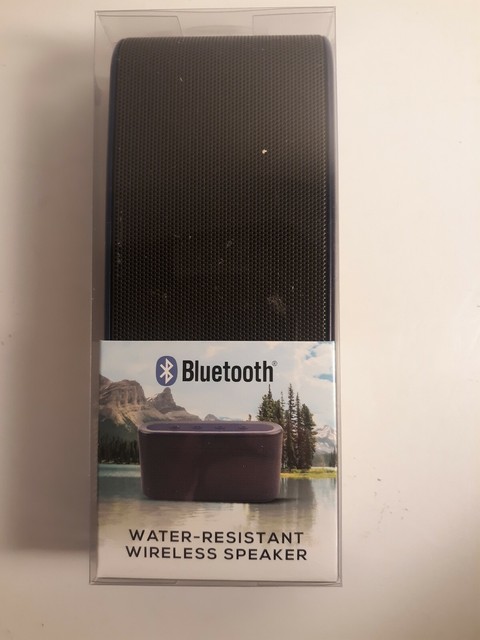 Bluetooth®
WATER-RESISTANT
WIRELESS SPEAKER